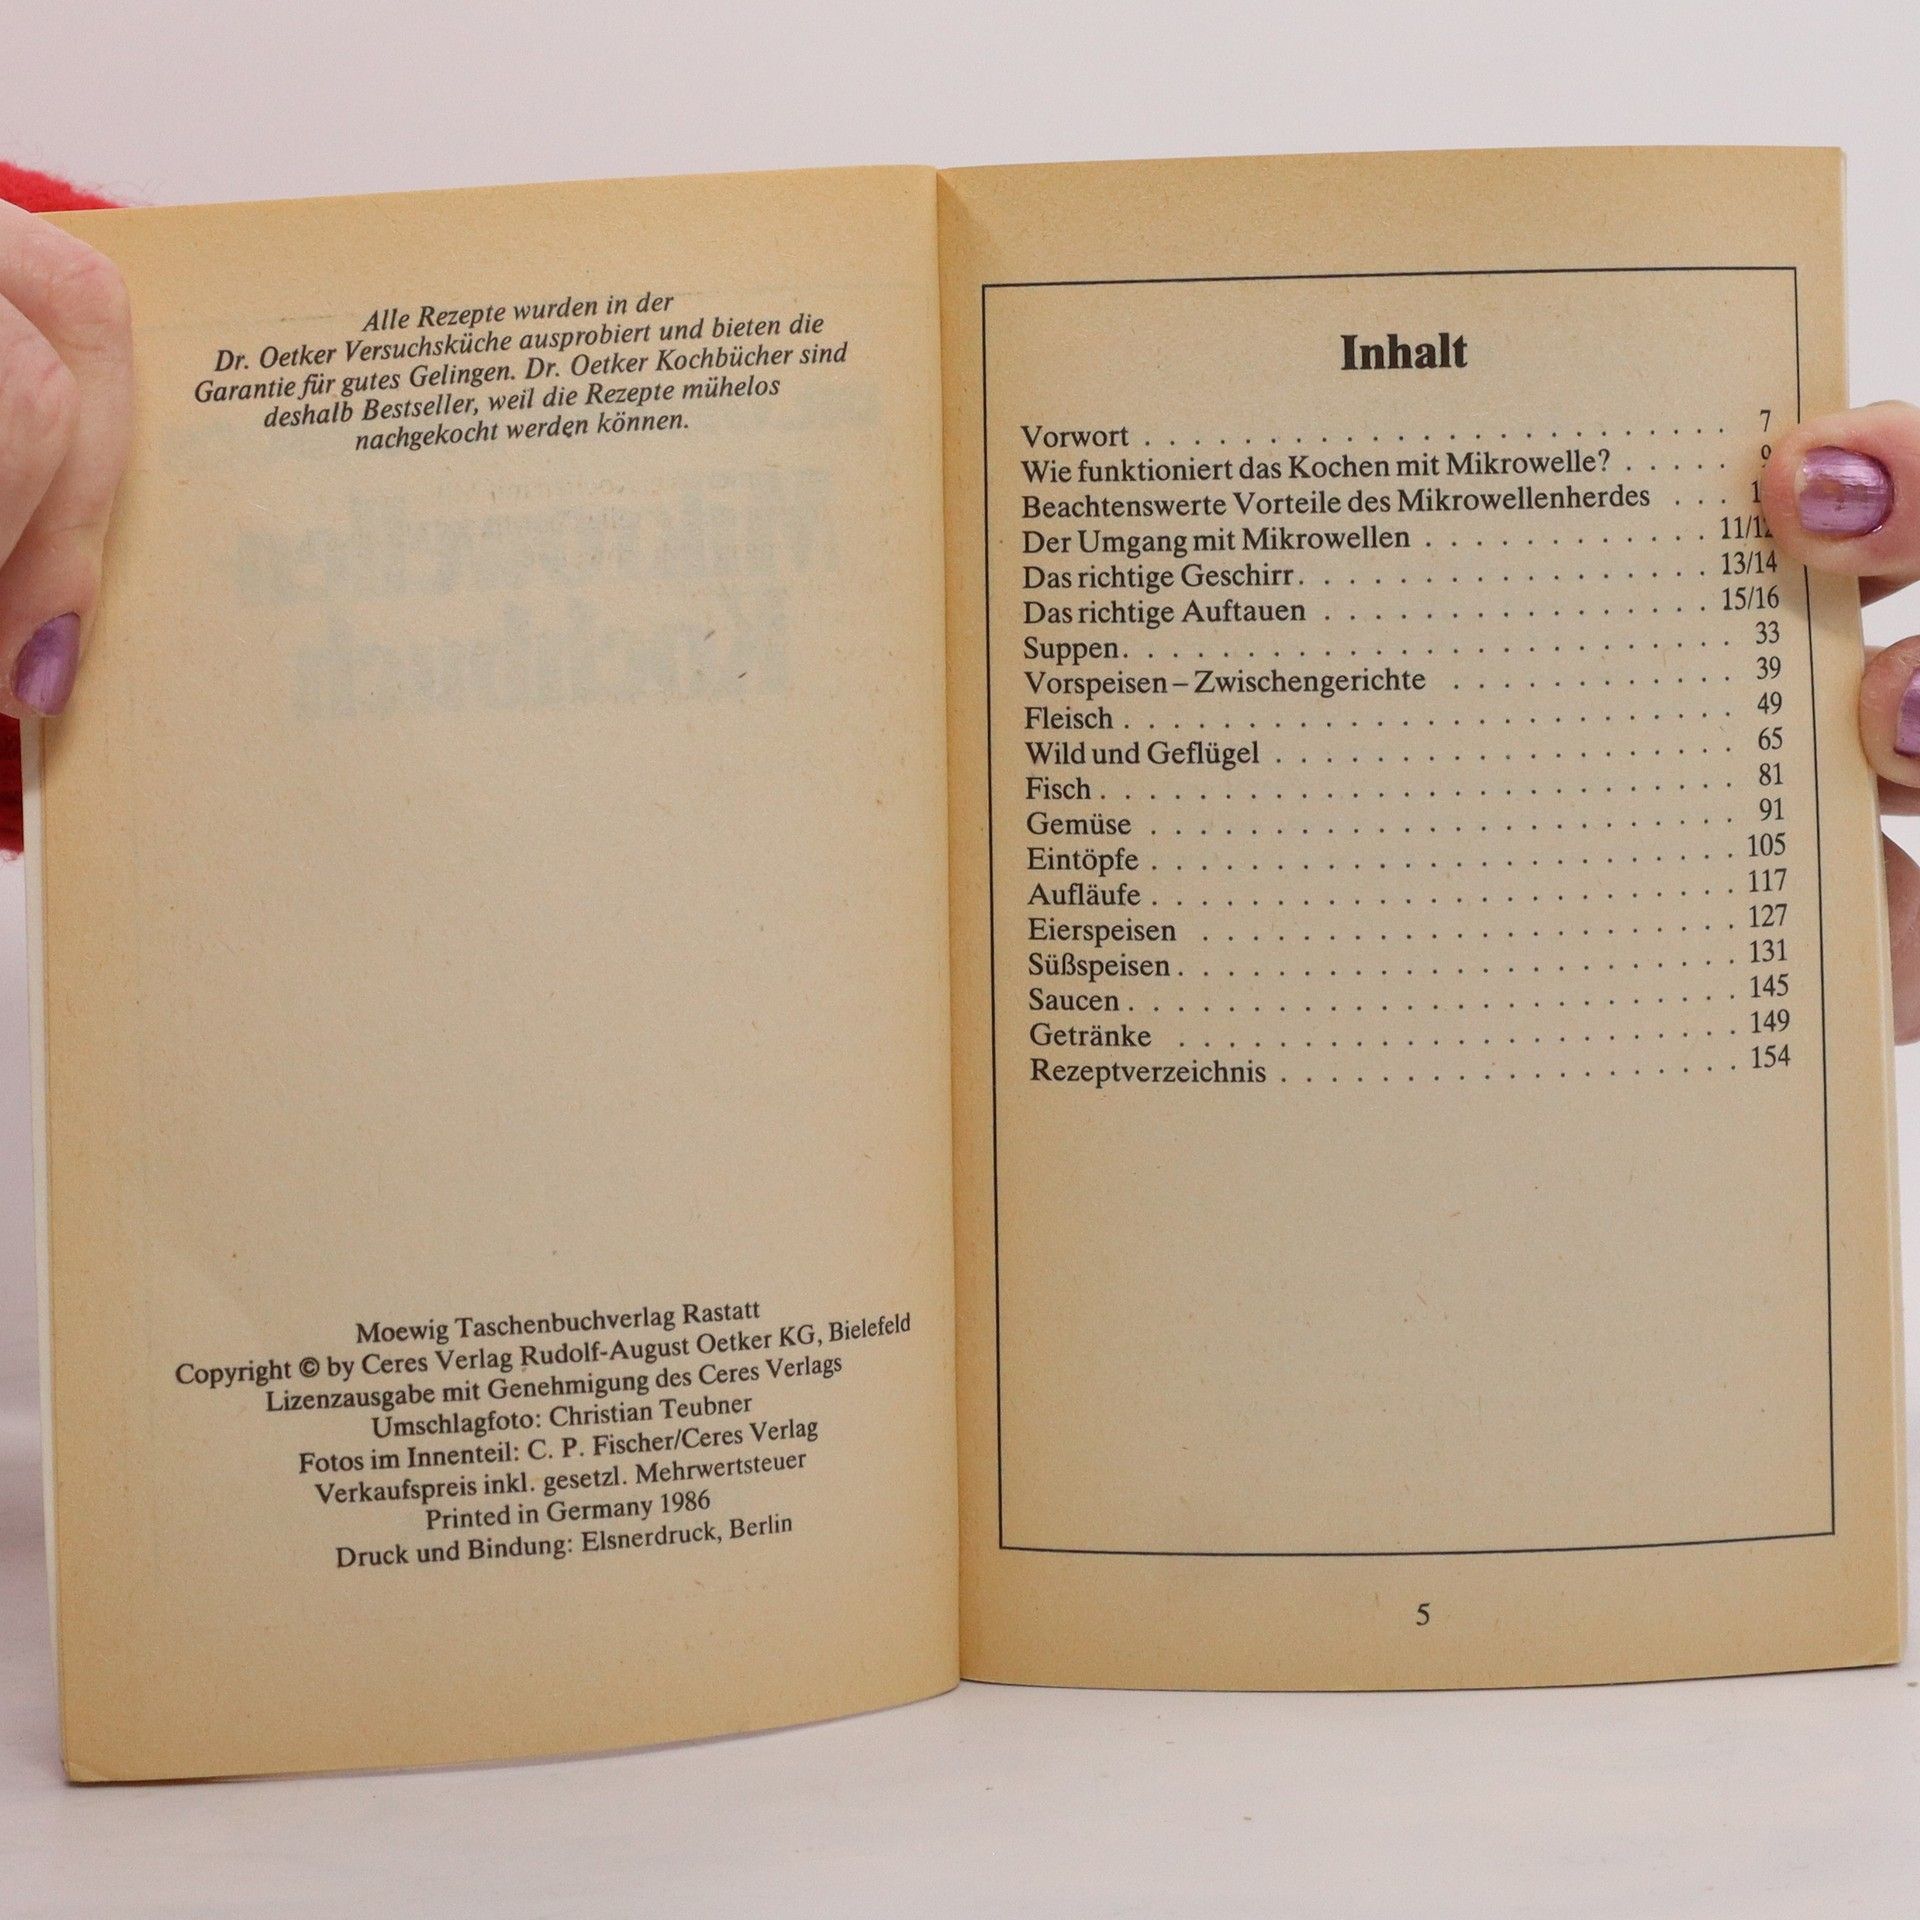 Alle Rezepte wurden in der
Dr. Oetker Versuchsküche ausprobiert und bieten die
Garantie für gutes Gelingen. Dr. Oetker Kochbücher sind
deshalb Bestseller, weil die Rezepte mühelos
nachgekocht werden können.
Moewig Taschenbuchverlag Rastatt
Copyright © by Ceres Verlag Rudolf-August Oetker KG, Bielefeld
Lizenzausgabe mit Genehmigung des Ceres Verlags
Umschlagfoto: Christian Teubner
Fotos im Innenteil: C. P. Fischer/Ceres Verlag
Verkaufspreis inkl. gesetzl. Mehrwertsteuer
Printed in Germany 1986
Druck und Bindung: Elsnerdruck, Berlin
Inhalt
Vorwort . . . . . . . . . . . . . . . . . . . . . . . . 7
Wie funktioniert das Kochen mit Mikrowelle? . . . . . 9
Beachtenswerte Vorteile des Mikrowellenherdes . . .
Der Umgang mit Mikrowellen . . . . . . . . . . . . 11/12
Das richtige Geschirr. . . . . . . . . . . . . . . . . 13/14
Das richtige Auftauen . . . . . . . . . . . . . . . . 15/16
Suppen. . . . . . . . . . . . . . . . . . . . . . . . . 33
Vorspeisen – Zwischengerichte . . . . . . . . . . . . 39
Fleisch . . . . . . . . . . . . . . . . . . . . . . . . . 49
Wild und Geflügel . . . . . . . . . . . . . . . . . . . 65
Fisch . . . . . . . . . . . . . . . . . . . . . . . . . . 81
Gemüse . . . . . . . . . . . . . . . . . . . . . . . . 91
Eintöpfe . . . . . . . . . . . . . . . . . . . . . . . . 105
Aufläufe . . . . . . . . . . . . . . . . . . . . . . . . 117
Eierspeisen . . . . . . . . . . . . . . . . . . . . . . 127
Süßspeisen . . . . . . . . . . . . . . . . . . . . . . . 131
Saucen . . . . . . . . . . . . . . . . . . . . . . . . . 145
Getränke . . . . . . . . . . . . . . . . . . . . . . . 149
Rezeptverzeichnis . . . . . . . . . . . . . . . . . . . 154
5